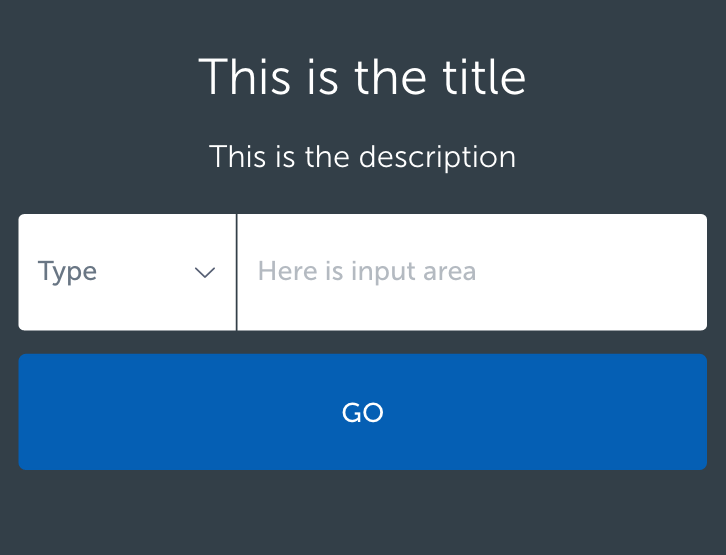 This is the title
This is the description
Type
Here is input area
GO